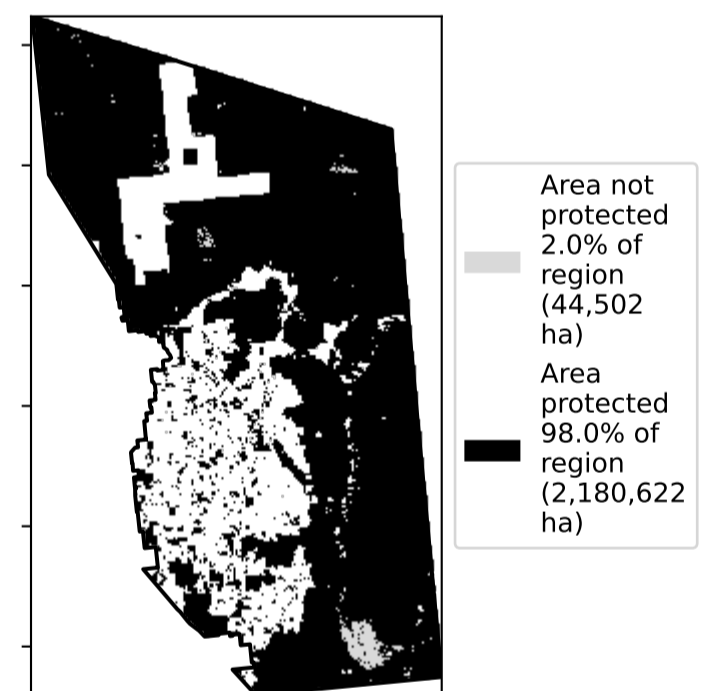 Area not
protected
2.0% of
region
(44,502
ha)
Area
protected
98.0% of
region
(2,180,622
ha)